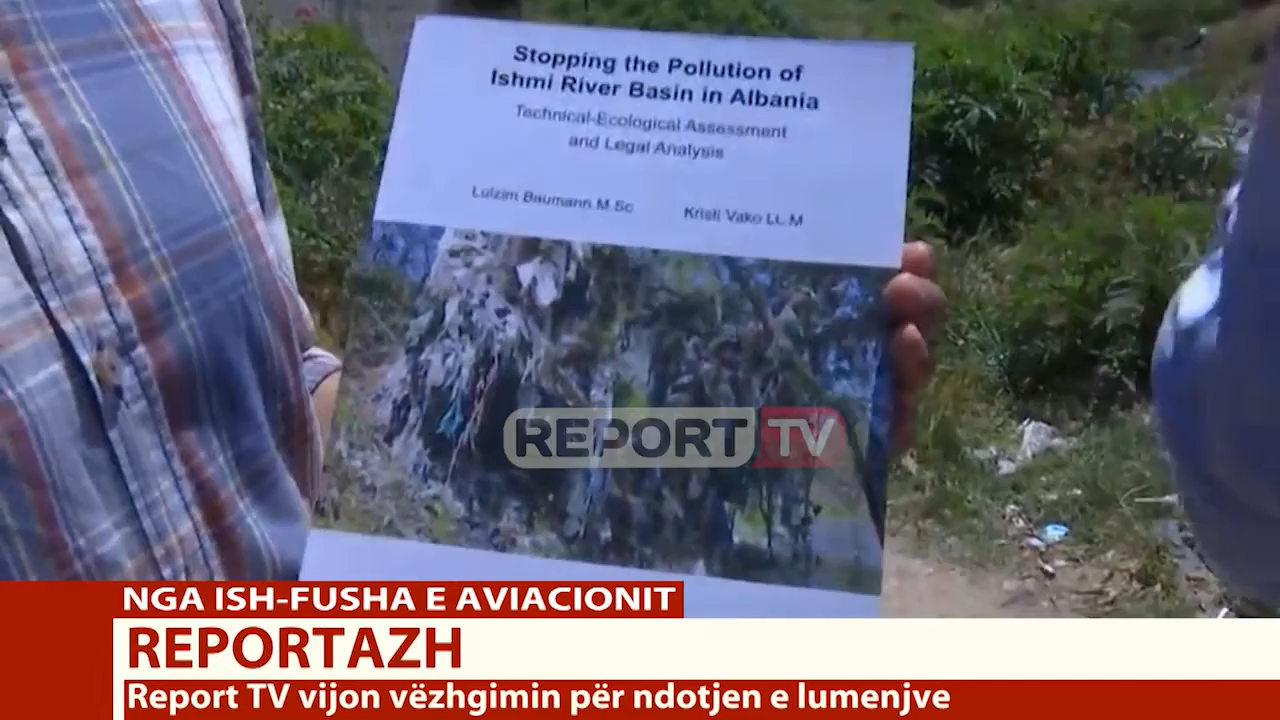 Stopping the Pollution of
Ishmi River Basin in Albania
Technical-Ecological Assessment
and Legal Analysis
Lulzim Baumann M.Sc
Kristi Vako LL.M
REPORT TV
NGA ISH-FUSHA E AVIACIONIT
REPORTAZH
Report TV vijon vëzhgimin për ndotjen e lumenjve